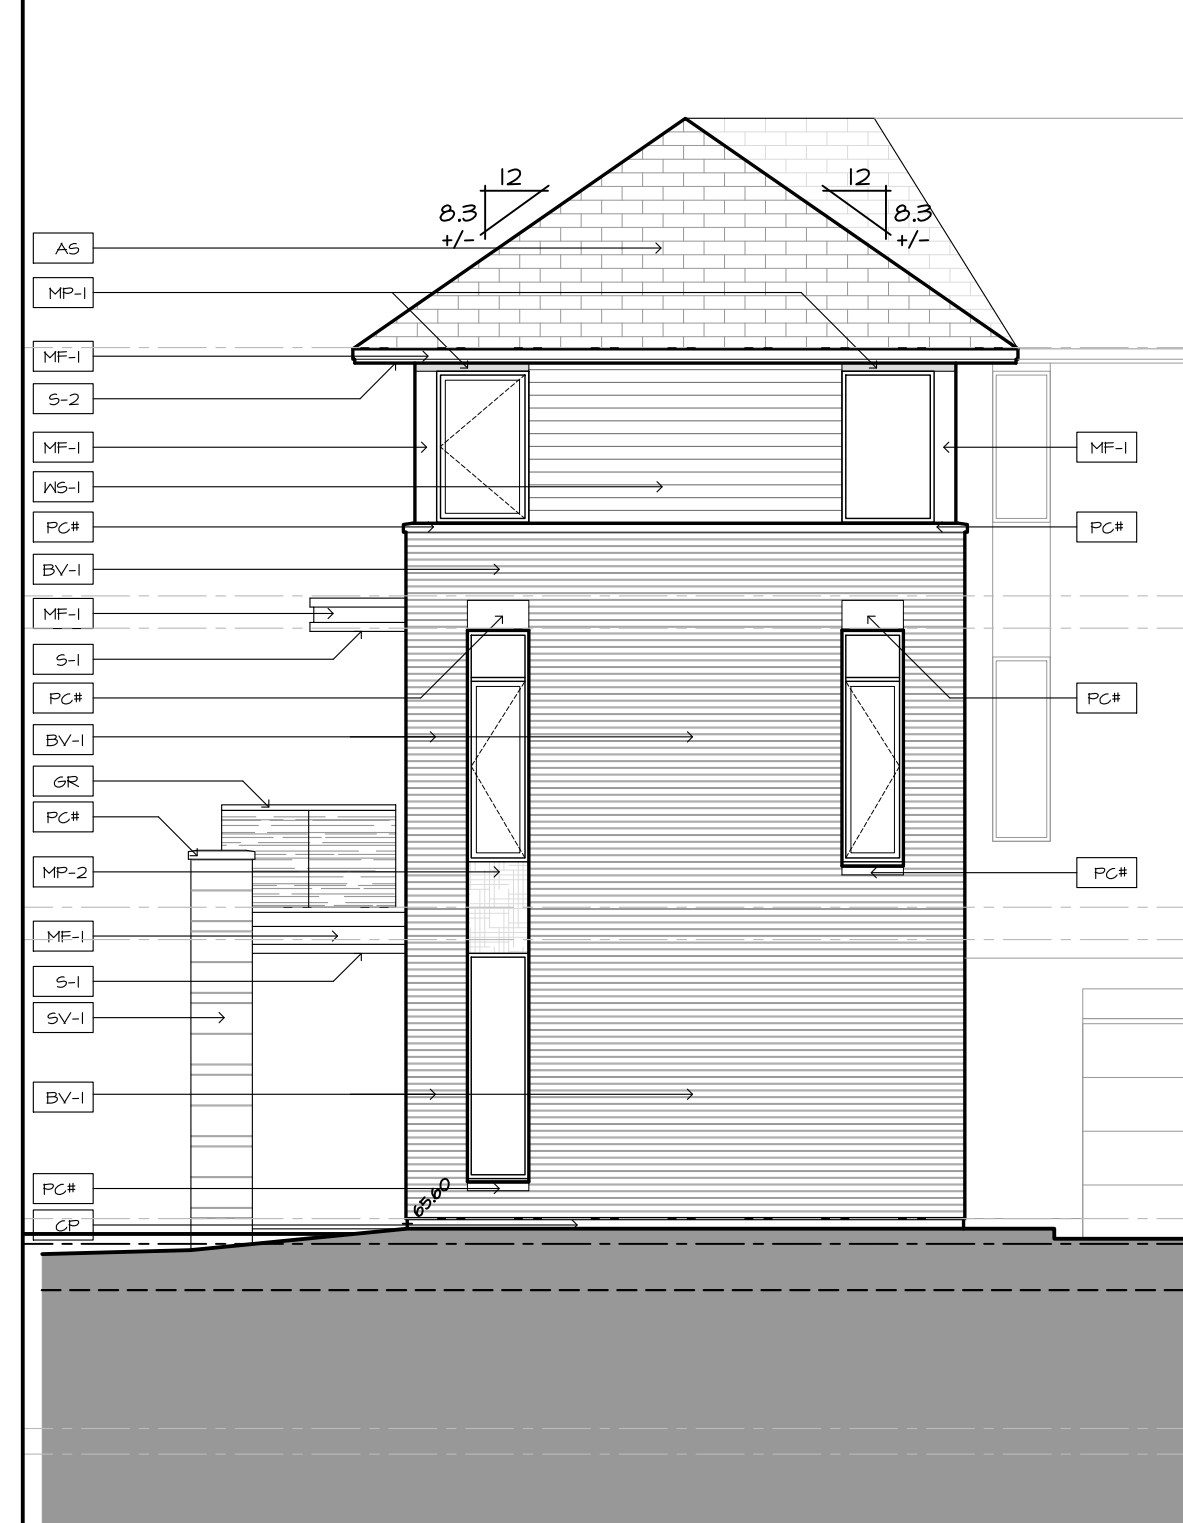 12
12
8.3
+/-
8.3
+/-
AS
MP-1
MF-1
S-2
MF-1
MF-1
WS-1
PC#
PC#
BV-1
MF-1
S-1
PC#
PC#
BV-1
GR
PC#
MP-2
PC#
MF-1
S-1
SV-1
BV-1
PC#
65.60
CP